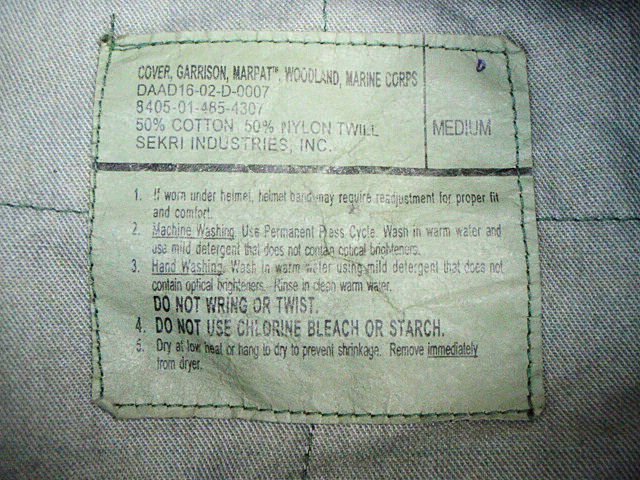 COVER, GARRISON, MARPAT™, WOODLAND, MARINE CORPS
DAAD16-02-D-0007
8405-01-485-4307
50% COTTON 50% NYLON TWILL
SEKRI INDUSTRIES, INC.
MEDIUM
1. If worn under helmet, helmet band may require readjustment for proper fit
and comfort.
2. Machine Washing. Use Permanent Press Cycle. Wash in warm water and
use mild detergent that does not contain optical brighteners.
3. Hand Washing. Wash in warm water using mild detergent that does not
contain optical brighteners. Rinse in clean warm water.
DO NOT WRING OR TWIST.
4. DO NOT USE CHLORINE BLEACH OR STARCH.
5. Dry at low heat or hang to dry to prevent shrinkage. Remove immediately
from dryer.